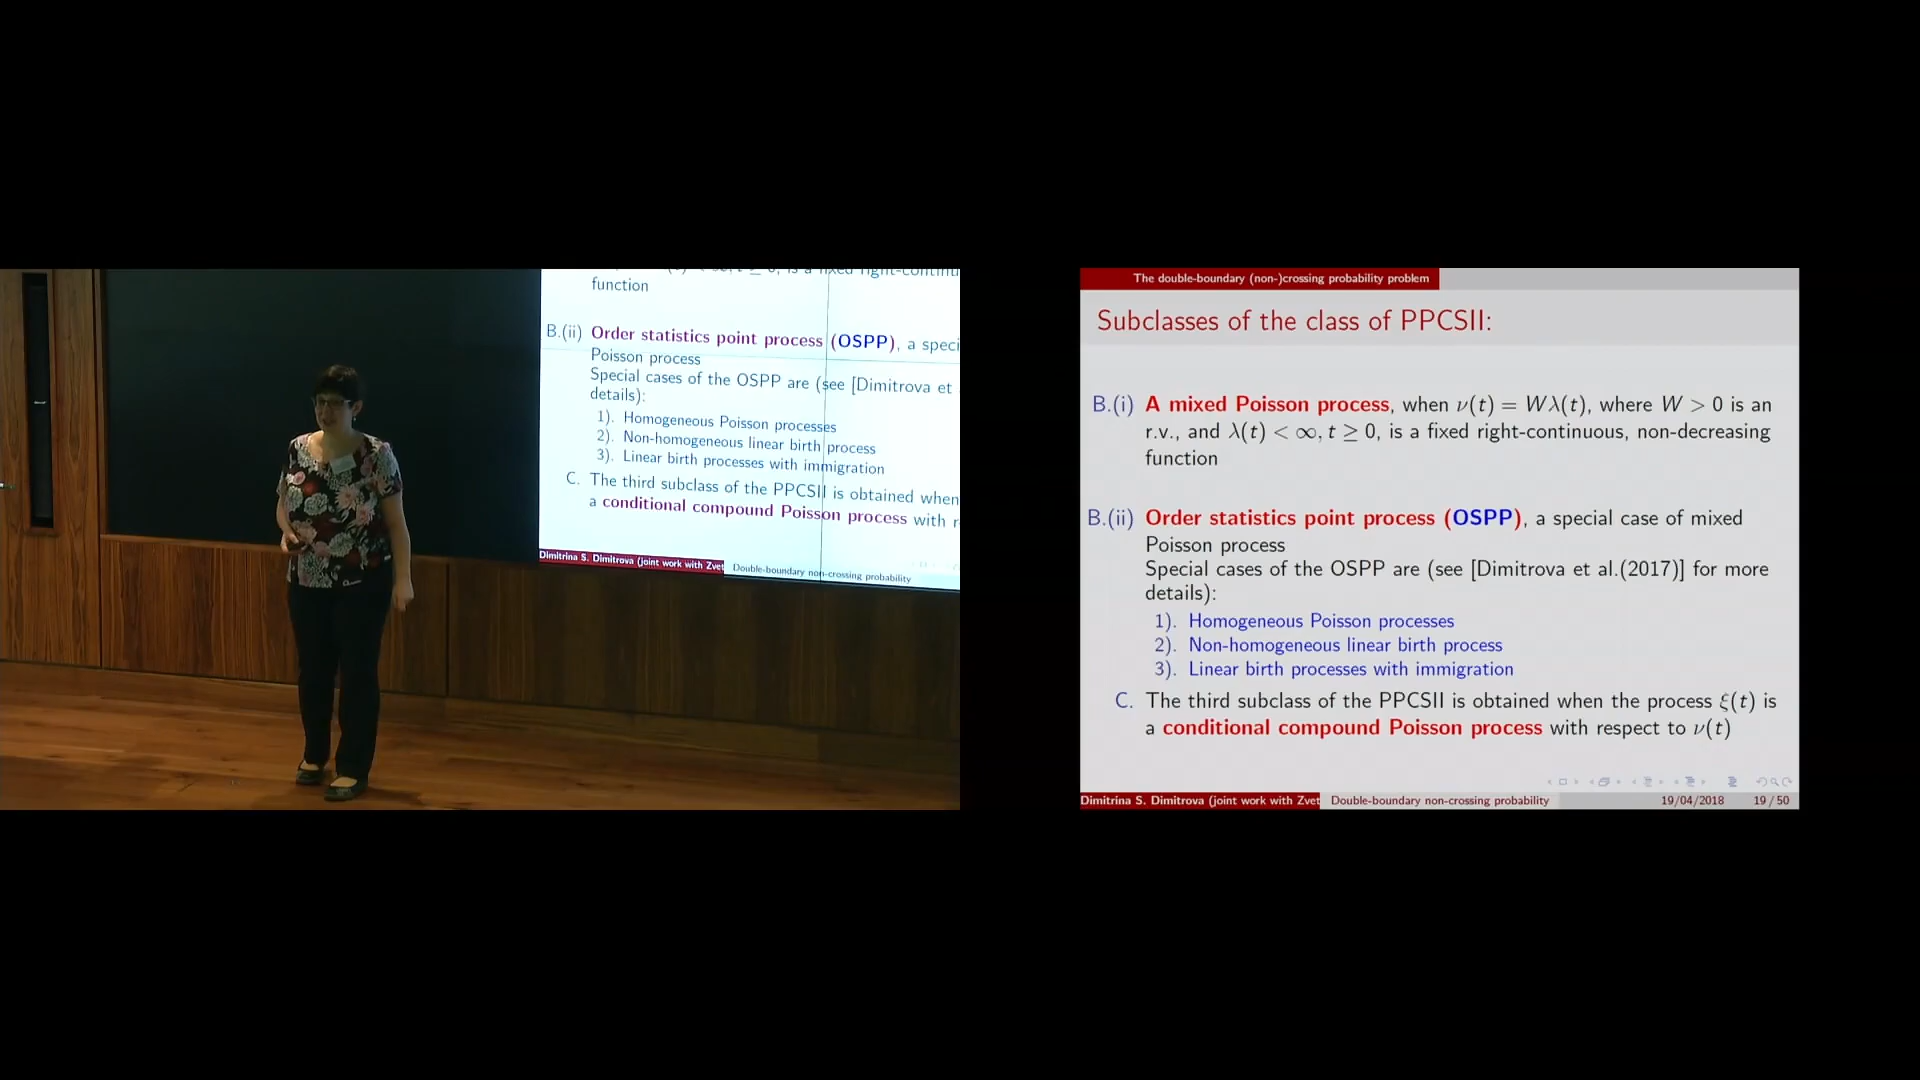 function
B.(ii) Order statistics point process (OSPP), a speci
Poisson process
Special cases of the OSPP are (see [Dimitrova et
details):
1). Homogeneous Poisson processes
2). Non-homogeneous linear birth process
3). Linear birth processes with immigration
C. The third subclass of the PPCSII is obtained when
a conditional compound Poisson process with r
Dimitrina S. Dimitrova (joint work with Zvet Double-boundary non-crossing probability
The double-boundary (non-)crossing probability problem
Subclasses of the class of PPCSII:
B.(i) A mixed Poisson process, when ν(t) = Wλ(t), where W > 0 is an
r.v., and λ(t) < ∞, t ≥ 0, is a fixed right-continuous, non-decreasing
function
B.(ii) Order statistics point process (OSPP), a special case of mixed
Poisson process
Special cases of the OSPP are (see [Dimitrova et al.(2017)] for more
details):
1). Homogeneous Poisson processes
2). Non-homogeneous linear birth process
3). Linear birth processes with immigration
C. The third subclass of the PPCSII is obtained when the process ξ(t) is
a conditional compound Poisson process with respect to ν(t)
Dimitrina S. Dimitrova (joint work with Zvet Double-boundary non-crossing probability 19/04/2018 19 / 50